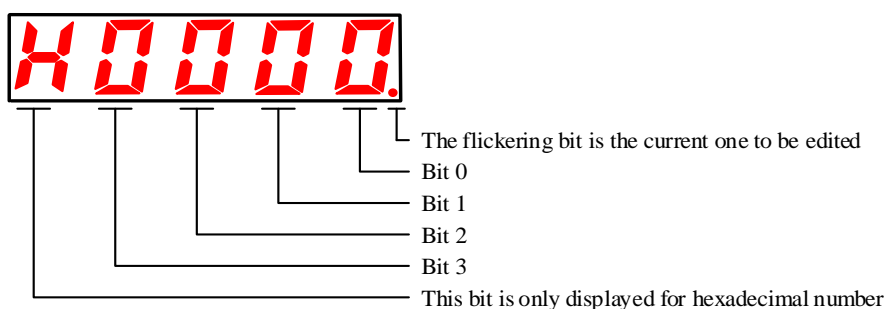 H0000.
The flickering bit is the current one to be edited
Bit 0
Bit 1
Bit 2
Bit 3
This bit is only displayed for hexadecimal number